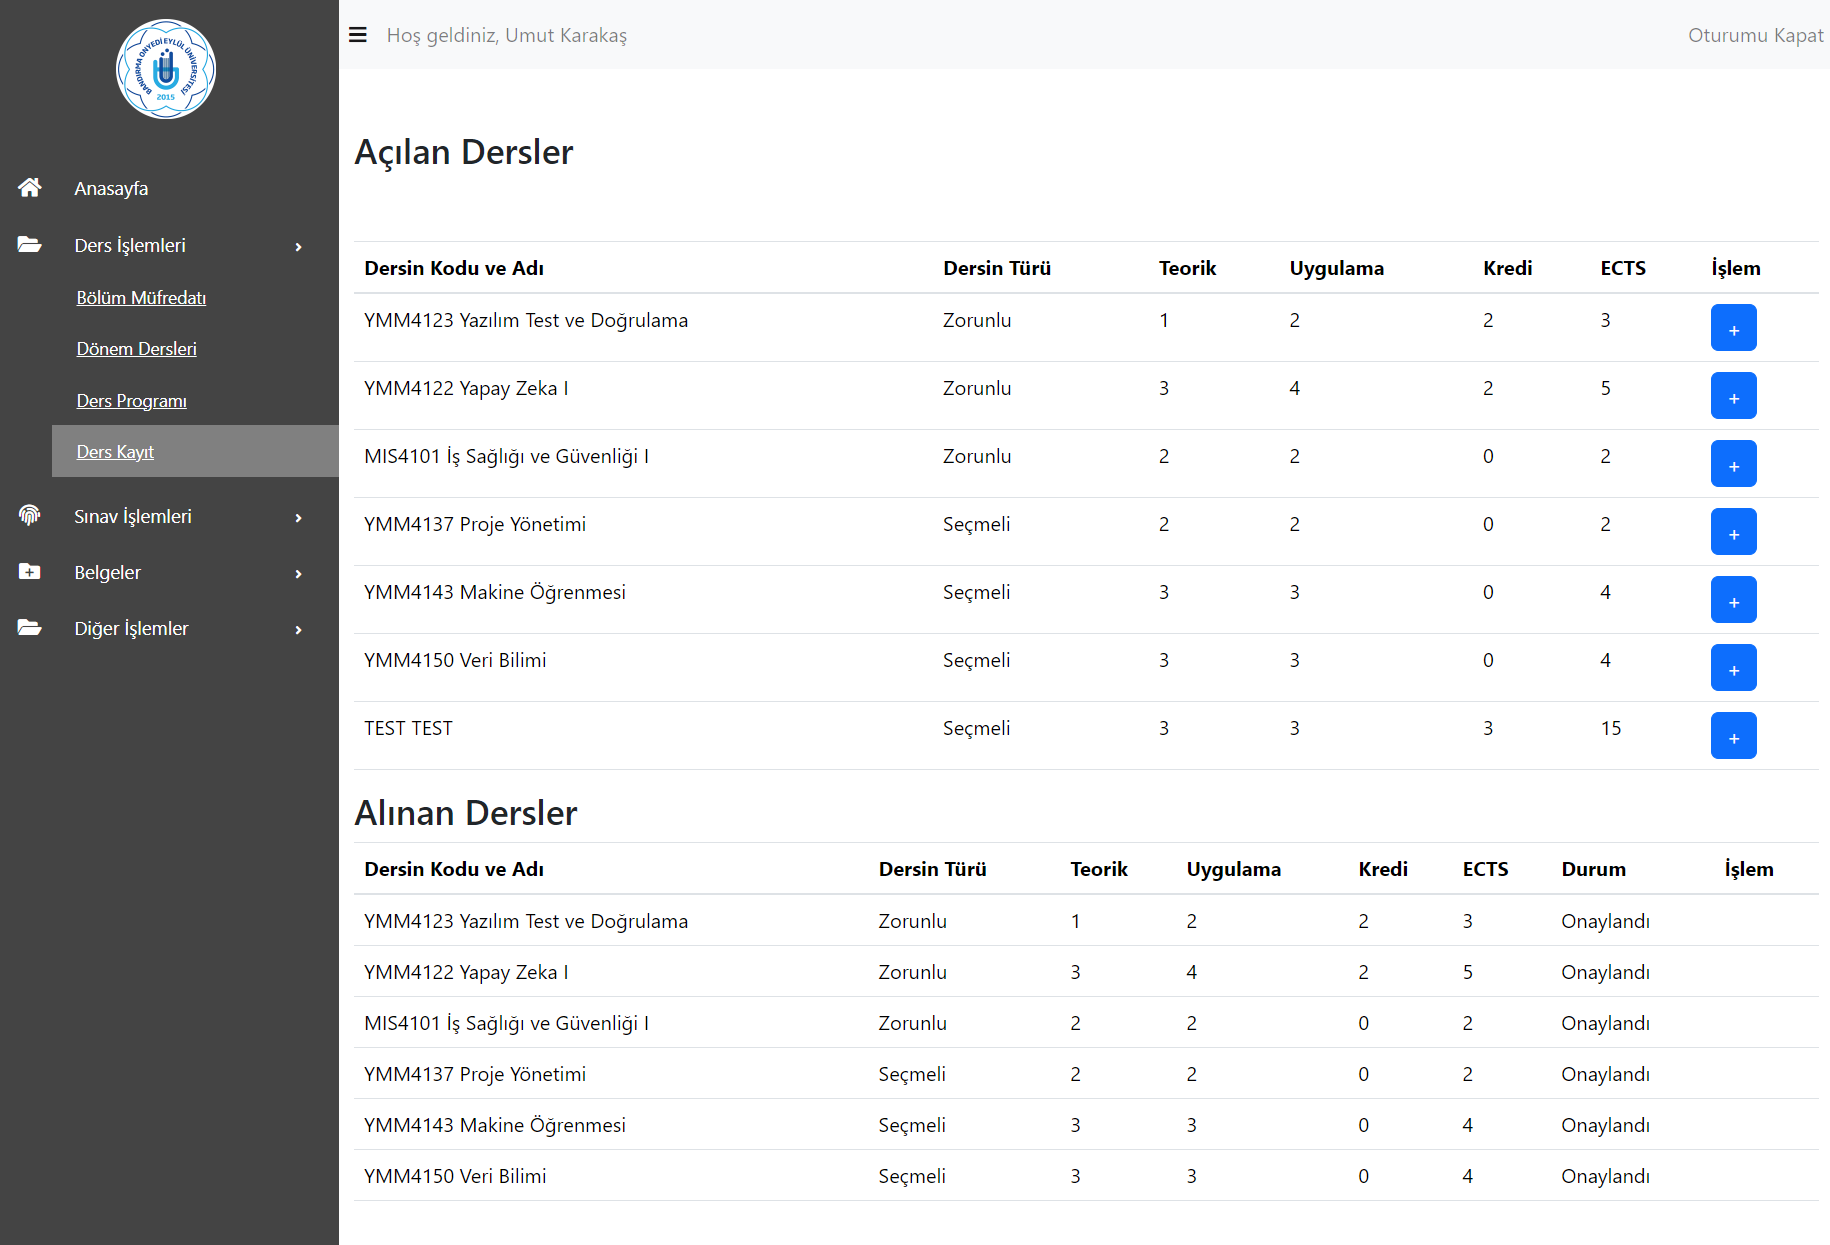 BANDIRMA ONYEDİ EYLÜL ÜNİVERSİTESİ
2015
Anasayfa
Ders İşlemleri
Bölüm Müfredatı
Dönem Dersleri
Ders Programı
Ders Kayıt
Sınav İşlemleri
Belgeler
Diğer İşlemler
Hoş geldiniz, Umut Karakaş
Oturumu Kapat
Açılan Dersler
Dersin Kodu ve Adı Dersin Türü Teorik Uygulama Kredi ECTS İşlem
YMM4123 Yazılım Test ve Doğrulama Zorunlu 1 2 2 3 +
YMM4122 Yapay Zeka I Zorunlu 3 4 2 5 +
MIS4101 İş Sağlığı ve Güvenliği I Zorunlu 2 2 0 2 +
YMM4137 Proje Yönetimi Seçmeli 2 2 0 2 +
YMM4143 Makine Öğrenmesi Seçmeli 3 3 0 4 +
YMM4150 Veri Bilimi Seçmeli 3 3 0 4 +
TEST TEST Seçmeli 3 3 3 15 +
Alınan Dersler
Dersin Kodu ve Adı Dersin Türü Teorik Uygulama Kredi ECTS Durum İşlem
YMM4123 Yazılım Test ve Doğrulama Zorunlu 1 2 2 3 Onaylandı
YMM4122 Yapay Zeka I Zorunlu 3 4 2 5 Onaylandı
MIS4101 İş Sağlığı ve Güvenliği I Zorunlu 2 2 0 2 Onaylandı
YMM4137 Proje Yönetimi Seçmeli 2 2 0 2 Onaylandı
YMM4143 Makine Öğrenmesi Seçmeli 3 3 0 4 Onaylandı
YMM4150 Veri Bilimi Seçmeli 3 3 0 4 Onaylandı